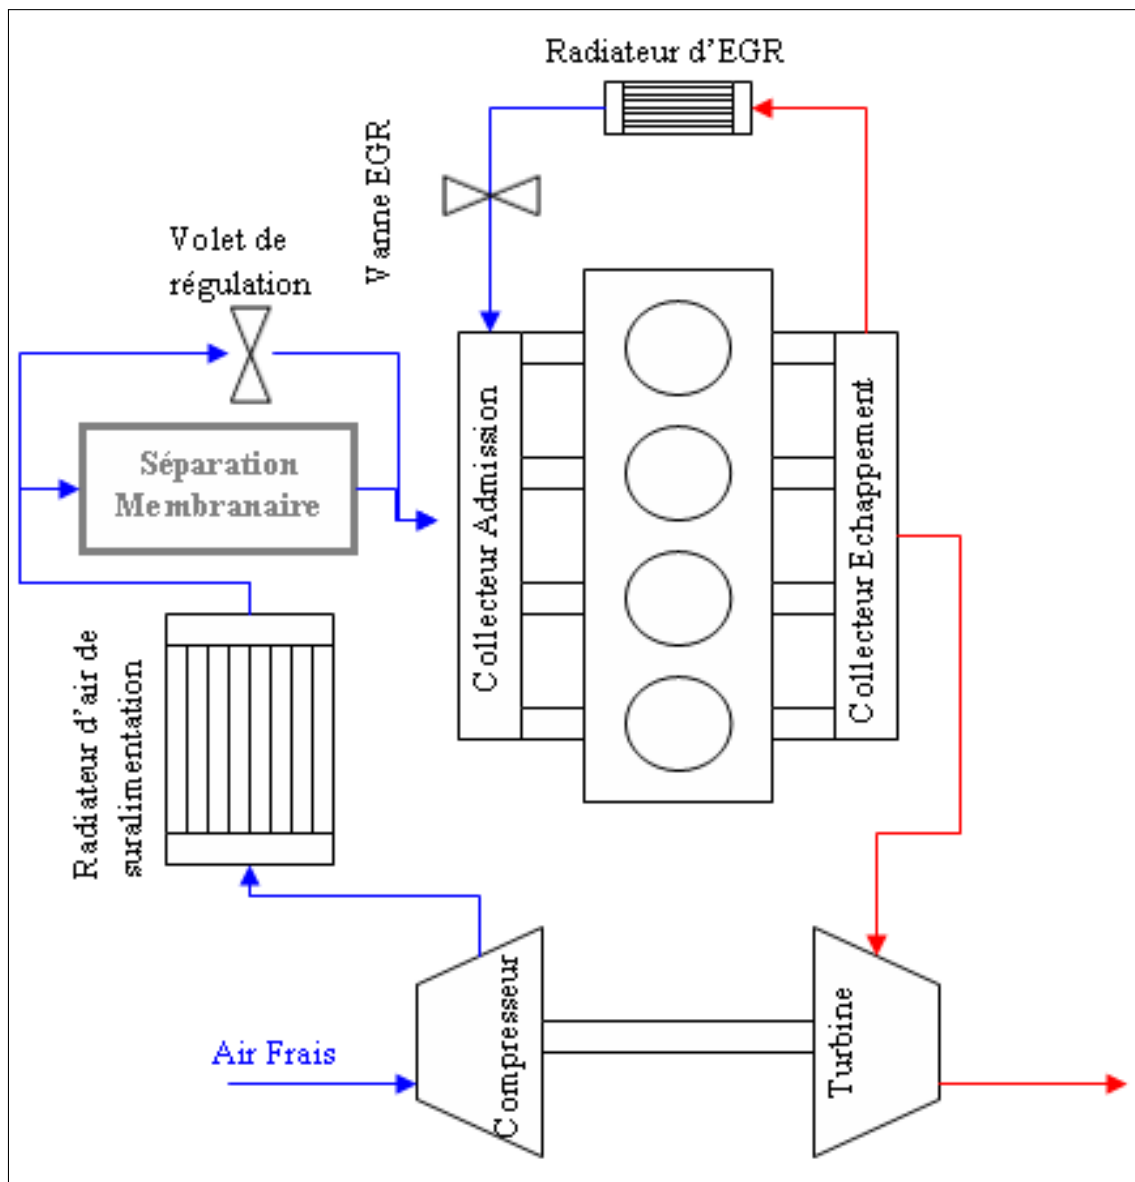 Radiateur d'EGR
Vanne EGR
Volet de
régulation
Séparation
Membranaire
Collecteur Admission
Collecteur Echappement
Radiateur d'air de
suralimentation
Compresseur
Turbine
Air Frais